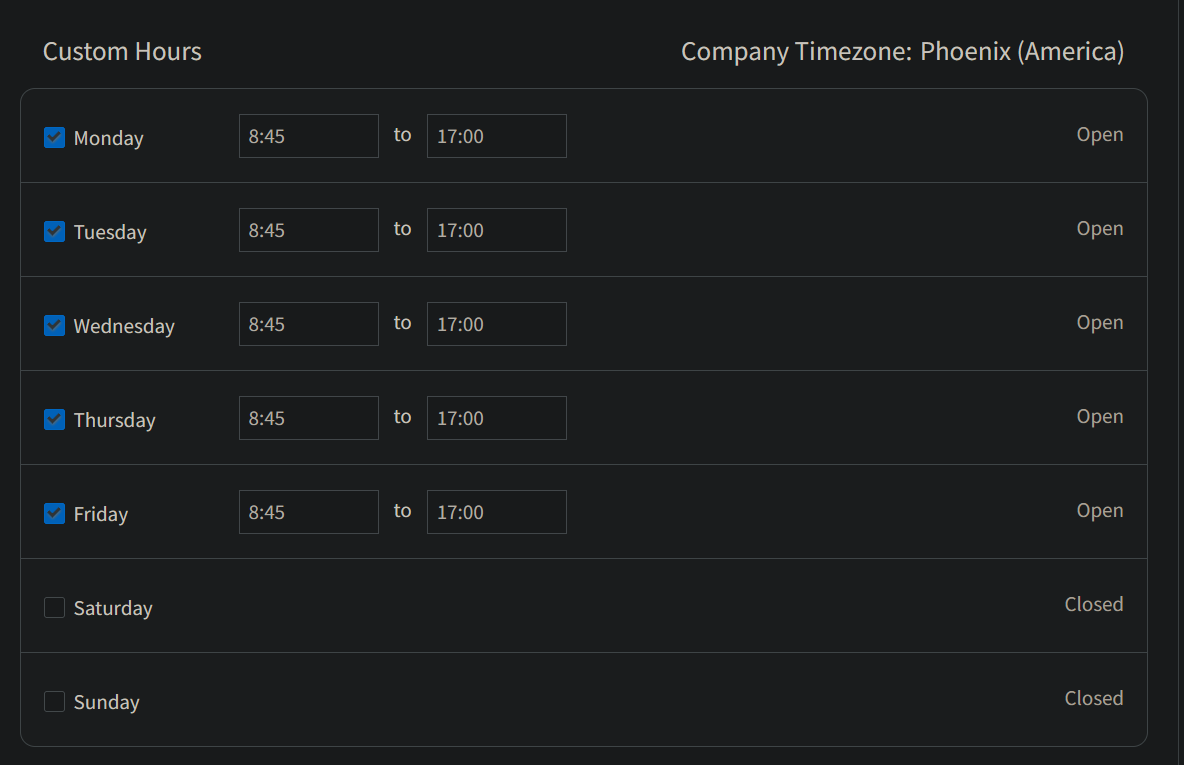 Custom Hours Company Timezone: Phoenix (America)
Monday 8:45 to 17:00 Open
Tuesday 8:45 to 17:00 Open
Wednesday 8:45 to 17:00 Open
Thursday 8:45 to 17:00 Open
Friday 8:45 to 17:00 Open
Saturday Closed
Sunday Closed